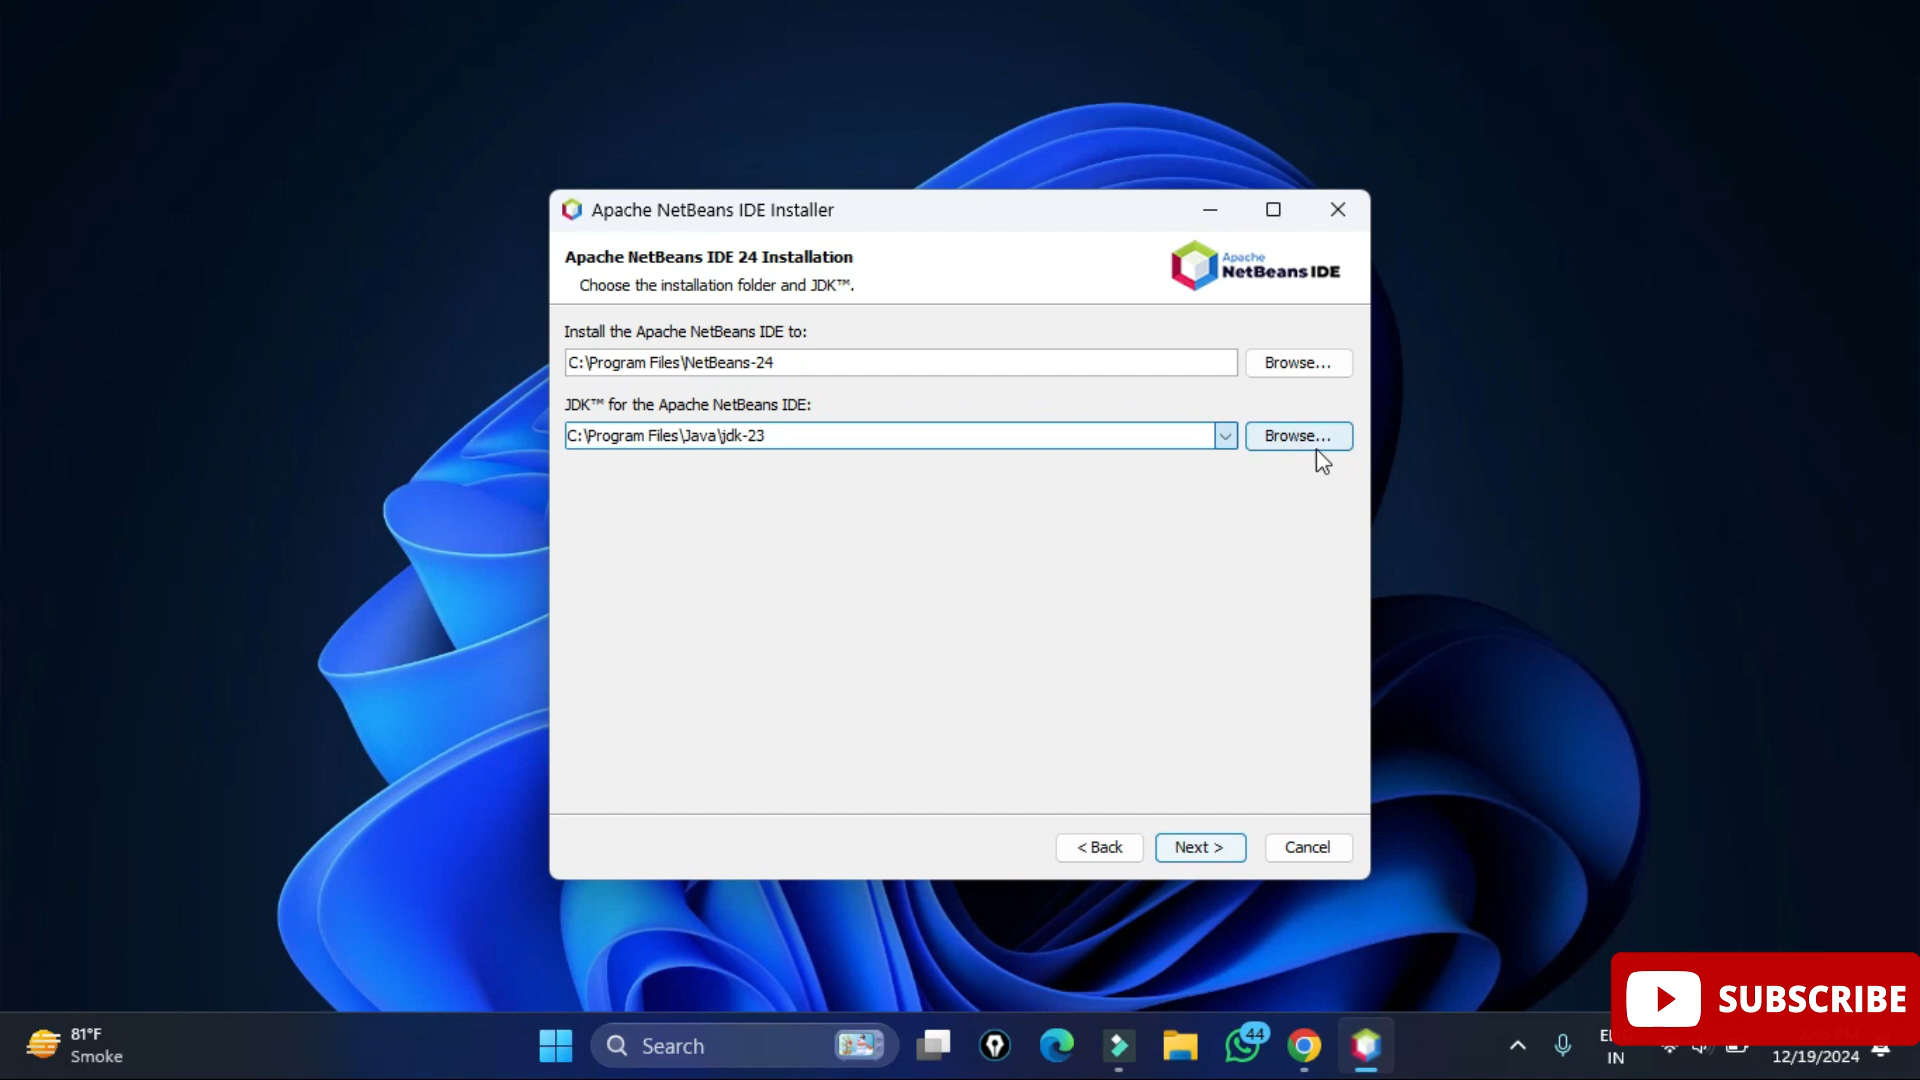 Apache NetBeans IDE Installer
Apache NetBeans IDE 24 Installation
Choose the installation folder and JDK™.
Apache
NetBeans IDE
Install the Apache NetBeans IDE to:
C:\Program Files\NetBeans-24
Browse...
JDK™ for the Apache NetBeans IDE:
C:\Program Files\Java\jdk-23
Browse...
< Back
Next >
Cancel
SUBSCRIBE
81°F
Smoke
Search
44
IN
12/19/2024